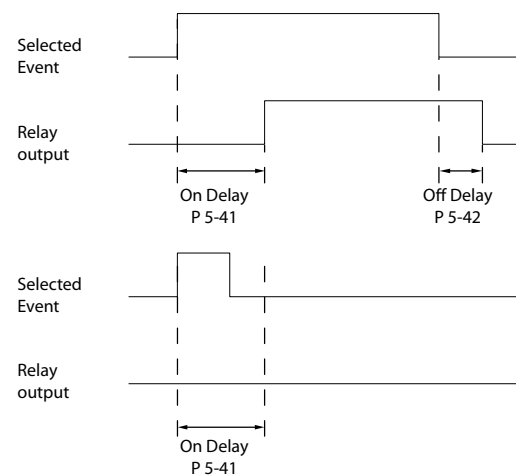 Selected
Event
Relay
output
On Delay
P 5-41
Off Delay
P 5-42
Selected
Event
Relay
output
On Delay
P 5-41